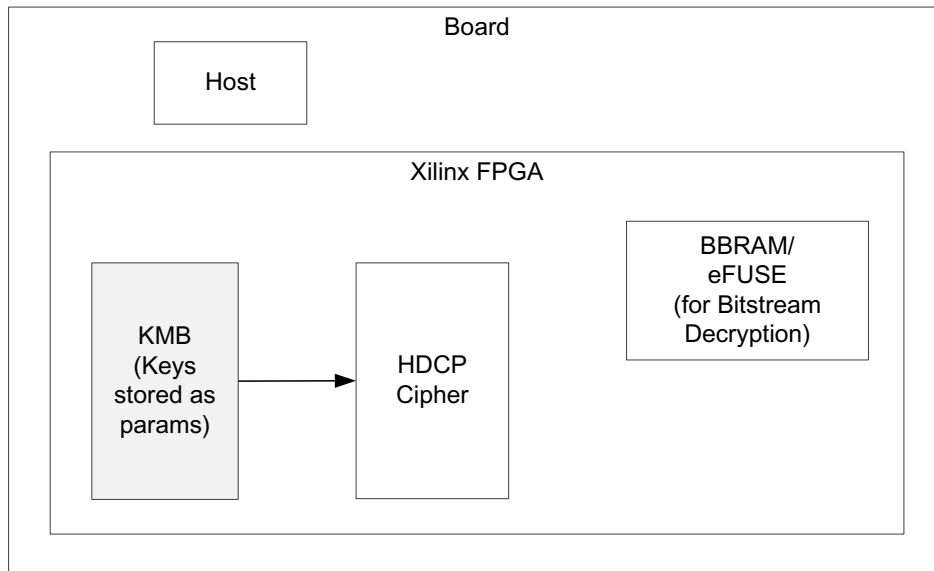 Board
Host
Xilinx FPGA
BBRAM/
eFUSE
(for Bitstream
Decryption)
KMB
(Keys
stored as
params)
HDCP
Cipher